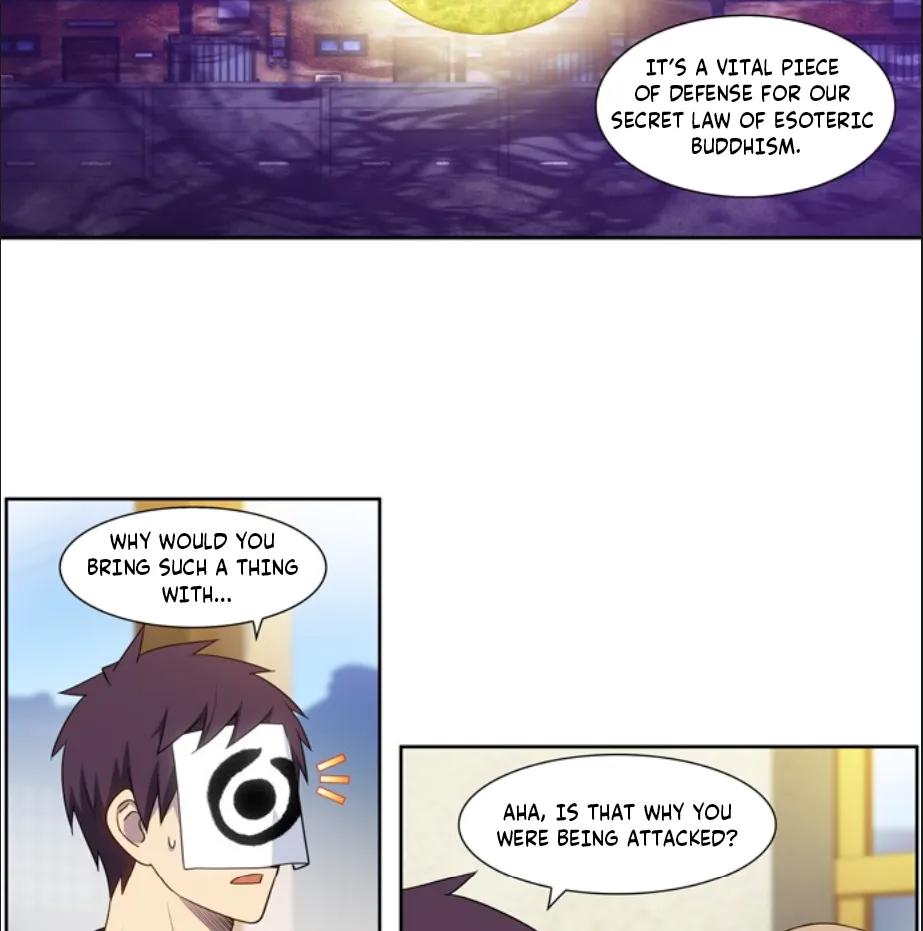 IT'S A VITAL PIECE
OF DEFENSE FOR OUR
SECRET LAW OF ESOTERIC
BUDDHISM.
WHY WOULD YOU
BRING SUCH A THING
WITH...
AHA, IS THAT WHY YOU
WERE BEING ATTACKED?